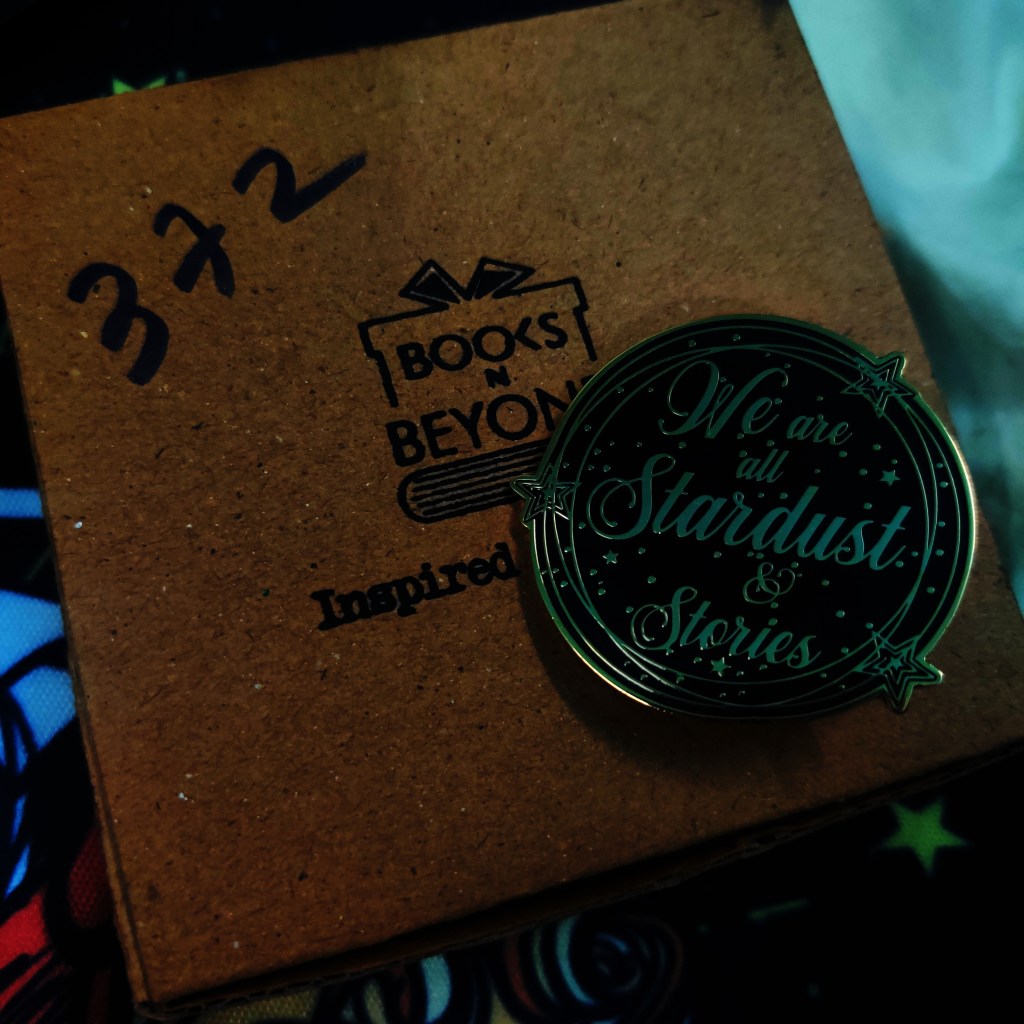 372
BOOKS
N
BEYON
Inspired
We are
all
Stardust
&
Stories